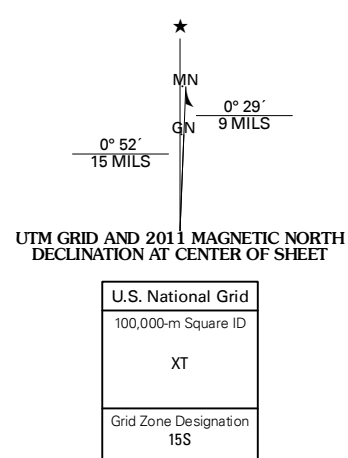 ★
MN
0° 29´
9 MILS
GN
0° 52´
15 MILS
UTM GRID AND 2011 MAGNETIC NORTH
DECLINATION AT CENTER OF SHEET
U.S. National Grid
100,000-m Square ID
XT
Grid Zone Designation
15S